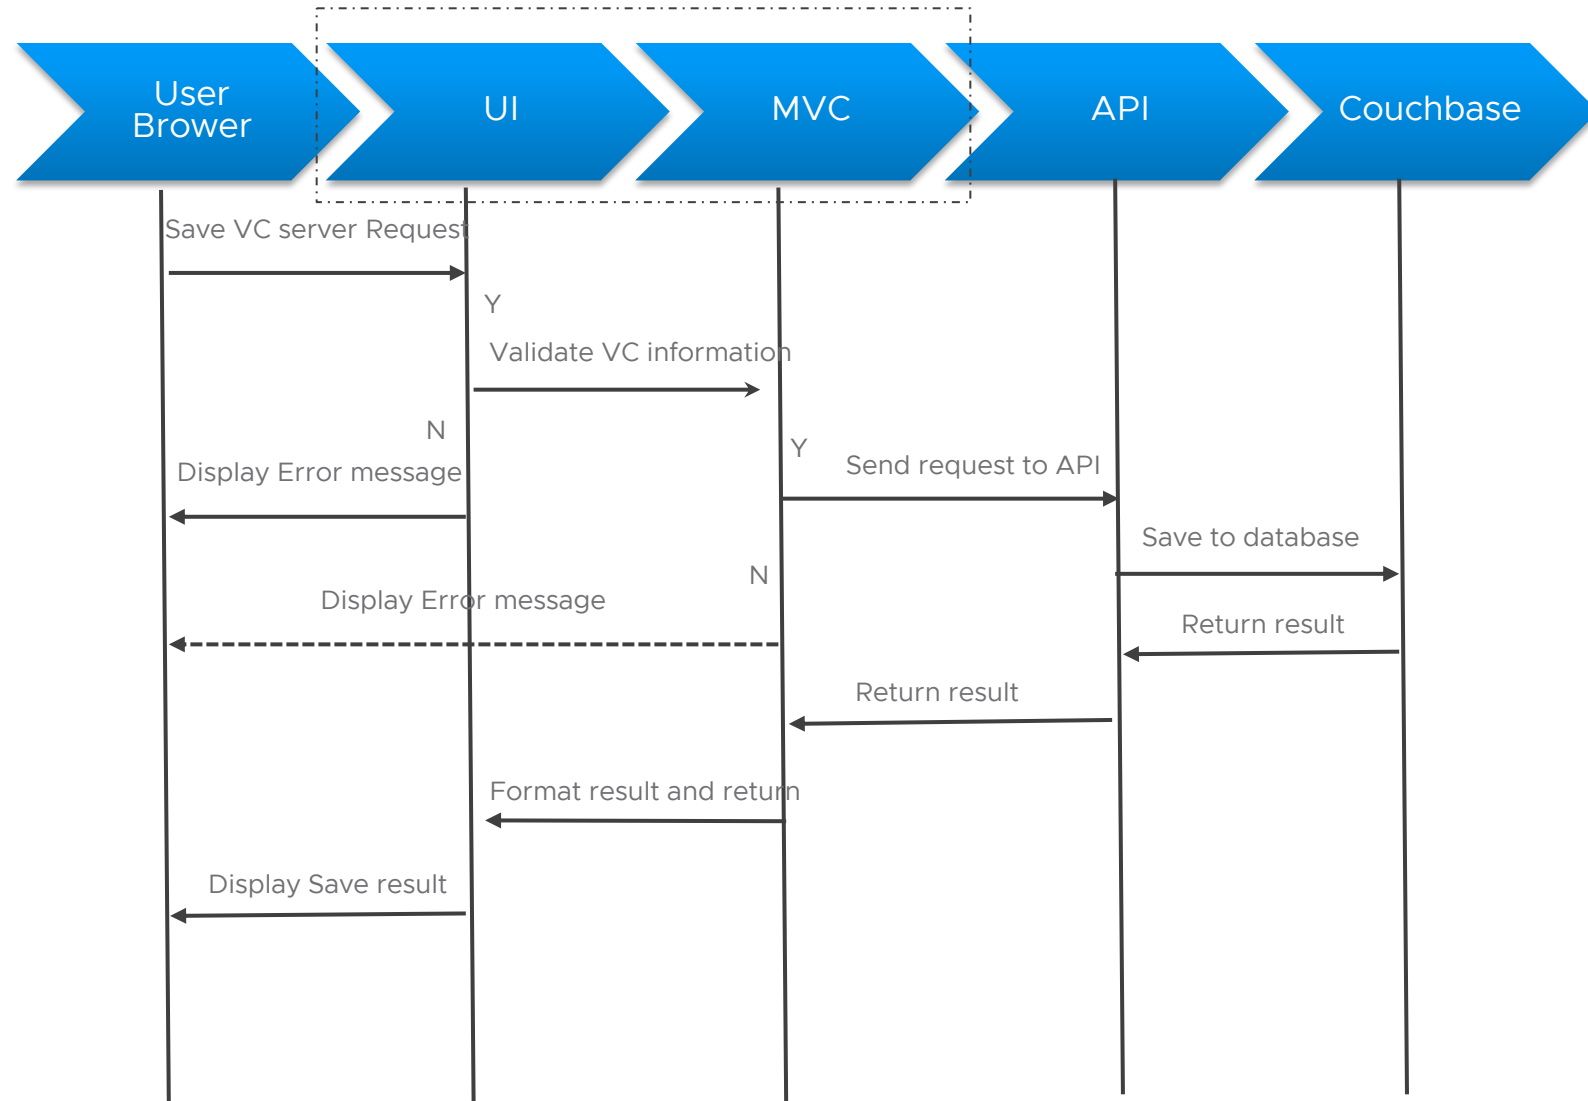 User
Brower
UI
MVC
API
Couchbase
Save VC server Request
Y
Validate VC information
N
Display Error message
Y
Send request to API
Save to database
N
Display Error message
Return result
Return result
Format result and return
Display Save result